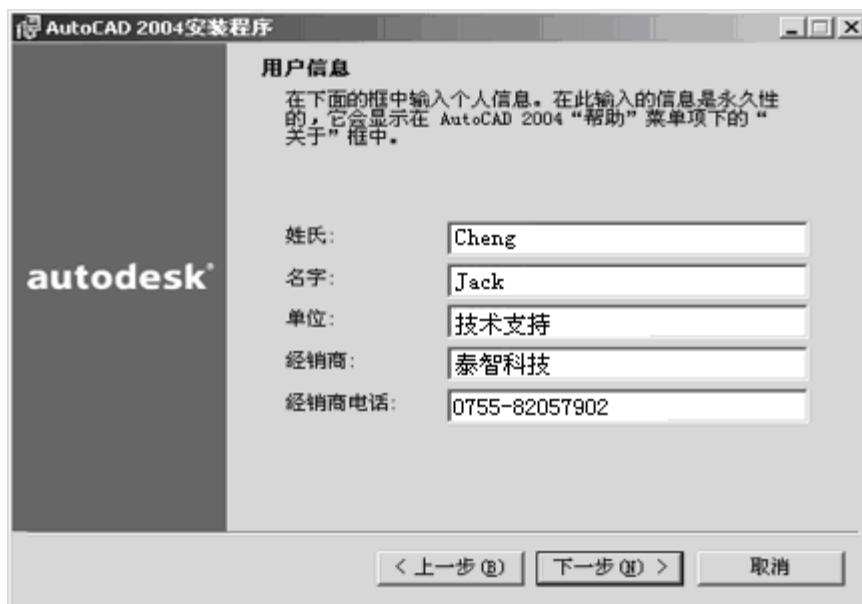 AutoCAD 2004安装程序
用户信息
在下面的框中输入个人信息。在此输入的信息是永久性
的，它会显示在 AutoCAD 2004“帮助”菜单项下的“
关于”框中。
autodesk®
姓氏: Cheng
名字: Jack
单位: 技术支持
经销商: 泰智科技
经销商电话: 0755-82057902
< 上一步(B) 下一步(N) > 取消